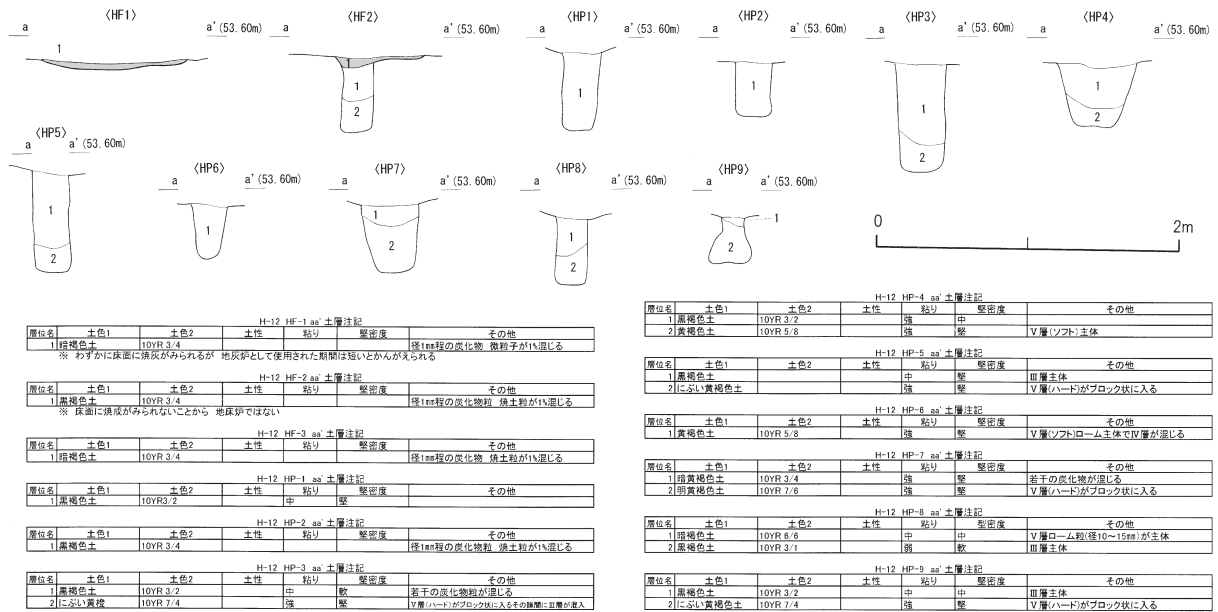 〈HF1〉
a a'(53.60m)
1
〈HF2〉
a a'(53.60m)
1
2
〈HP1〉
a a'(53.60m)
1
〈HP2〉
a a'(53.60m)
1
〈HP3〉
a a'(53.60m)
1
2
〈HP4〉
a a'(53.60m)
1
2
〈HP5〉
a a'(53.60m)
1
2
〈HP6〉
a a'(53.60m)
1
〈HP7〉
a a'(53.60m)
1
2
〈HP8〉
a a'(53.60m)
1
2
〈HP9〉
a a'(53.60m)
1
2
0 2m
H-12 HF-1 aa' 土層注記
層位名 土色1 土色2 土性 粘り 堅密度 その他
1 暗褐色土 10YR 3/4 径1mm程の炭化物 微粒子が1%混じる
※ わずかに床面に焼灰がみられるが 地灰炉として使用された期間は短いとかんがえられる
H-12 HF-2 aa' 土層注記
層位名 土色1 土色2 土性 粘り 堅密度 その他
1 黒褐色土 10YR 3/4 径1mm程の炭化物粒 焼土粒が1%混じる
※ 床面に焼成がみられないことから 地床炉ではない
H-12 HF-3 aa' 土層注記
層位名 土色1 土色2 土性 粘り 堅密度 その他
1 暗褐色土 10YR 3/4 径1mm程の炭化物 焼土粒が1%混じる
H-12 HP-1 aa' 土層注記
層位名 土色1 土色2 土性 粘り 堅密度 その他
1 黒褐色土 10YR3/2 中 堅
H-12 HP-2 aa' 土層注記
層位名 土色1 土色2 土性 粘り 堅密度 その他
1 黒褐色土 10YR 3/4 径1mm程の炭化物粒 焼土粒が1%混じる
H-12 HP-3 aa' 土層注記
層位名 土色1 土色2 土性 粘り 堅密度 その他
1 黒褐色土 10YR 3/2 中 軟 若干の炭化物粒が混じる
2 にぶい黄橙 10YR 7/4 強 堅 Ⅴ層(ハード)がブロック状に入るその隙間にⅢ層が混入
H-12 HP-4 aa' 土層注記
層位名 土色1 土色2 土性 粘り 堅密度 その他
1 黒褐色土 10YR 3/2 強 中
2 黄褐色土 10YR 5/8 強 堅 Ⅴ層(ソフト)主体
H-12 HP-5 aa' 土層注記
層位名 土色1 土色2 土性 粘り 堅密度 その他
1 黒褐色土 中 堅 Ⅲ層主体
2 にぶい黄褐色土 強 堅 Ⅴ層(ハード)がブロック状に入る
H-12 HP-6 aa' 土層注記
層位名 土色1 土色2 土性 粘り 堅密度 その他
1 黄褐色土 10YR 5/8 強 堅 Ⅴ層(ソフト)ローム主体でⅣ層が混じる
H-12 HP-7 aa' 土層注記
層位名 土色1 土色2 土性 粘り 堅密度 その他
1 暗黄褐色土 10YR 3/4 強 堅 若干の炭化物が混じる
2 明黄褐色土 10YR 7/6 強 堅 Ⅴ層(ハード)がブロック状に入る
H-12 HP-8 aa' 土層注記
層位名 土色1 土色2 土性 粘り 型密度 その他
1 暗褐色土 10YR 6/6 中 中 Ⅴ層ローム粒(径10～15mm)が主体
2 黒褐色土 10YR 3/1 弱 軟 Ⅲ層主体
H-12 HP-9 aa' 土層注記
層位名 土色1 土色2 土性 粘り 堅密度 その他
1 黒褐色土 10YR 3/2 中 堅 Ⅲ層主体
2 にぶい黄褐色土 10YR 7/4 強 堅 Ⅴ層(ハード)がブロック状に入る